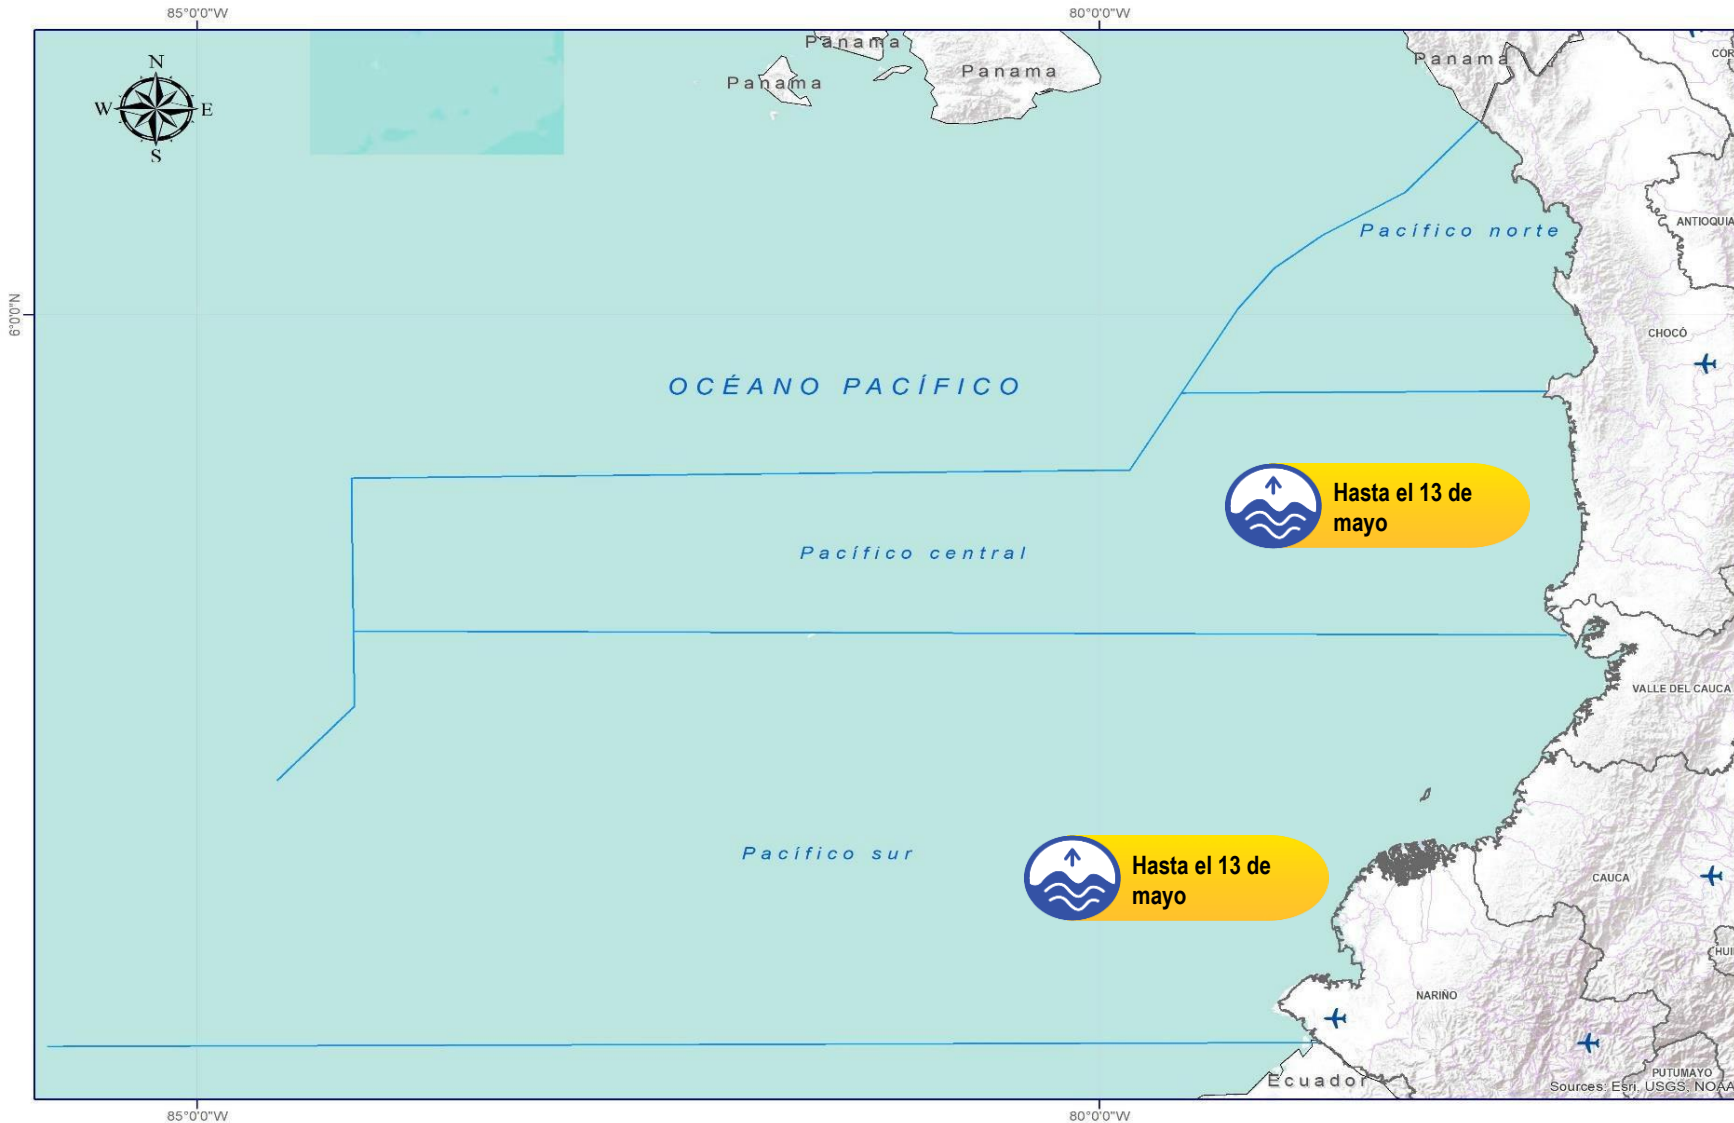 85°0'0"W
80°0'0"W
Panama
Panama
Panama
Panama
COR
N
W
E
S
ANTIOQUIA
Pacífico norte
6°0'0"N
CHOCÓ
OCÉANO PACÍFICO
Hasta el 13 de
mayo
Pacífico central
VALLE DEL CAUCA
Pacífico sur
Hasta el 13 de
mayo
CAUCA
HUI
NARIÑO
PUTUMAYO
Ecuador
Sources: Esri, USGS, NOAA
85°0'0"W
80°0'0"W